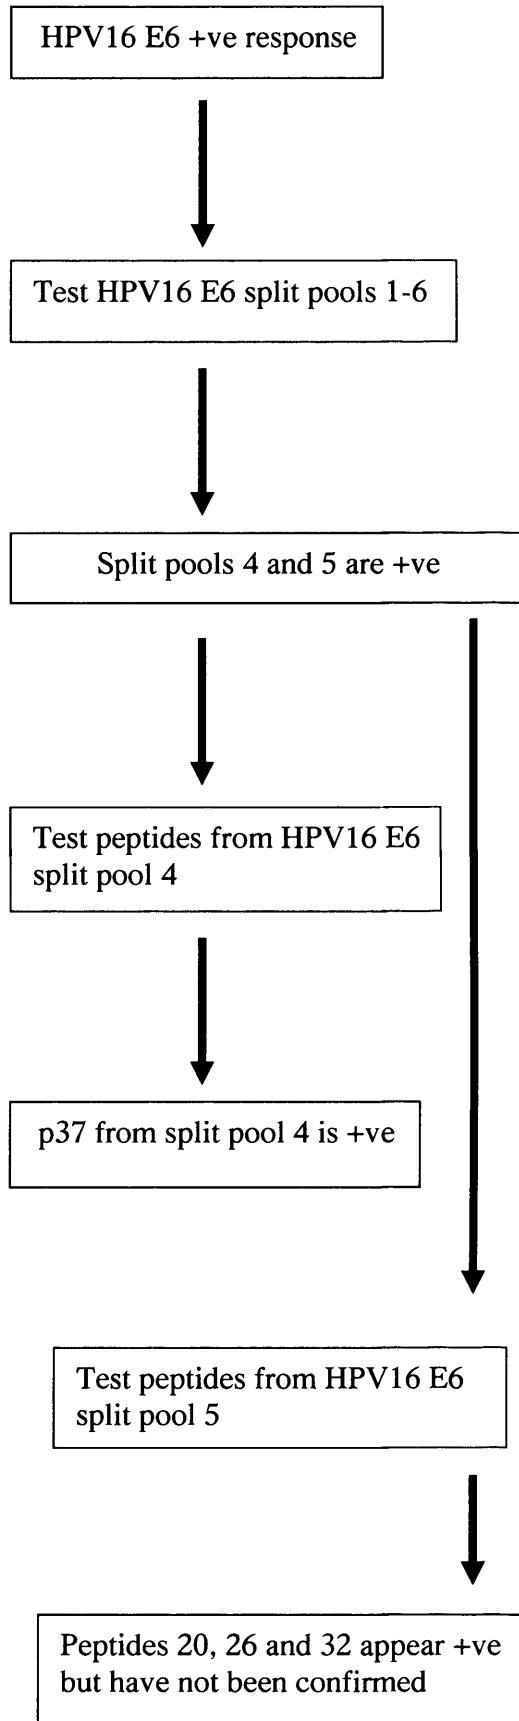 HPV16 E6 +ve response
Test HPV16 E6 split pools 1-6
Split pools 4 and 5 are +ve
Test peptides from HPV16 E6
split pool 4
p37 from split pool 4 is +ve
Test peptides from HPV16 E6
split pool 5
Peptides 20, 26 and 32 appear +ve
but have not been confirmed